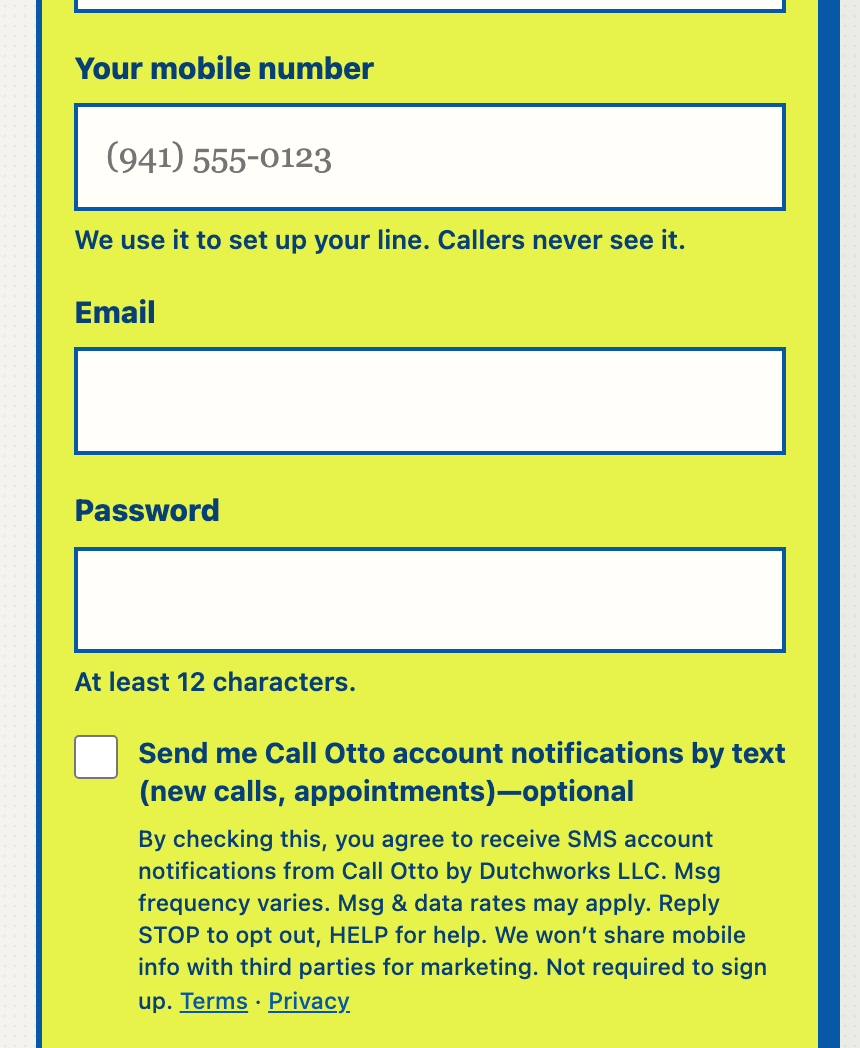 Your mobile number
(941) 555-0123
We use it to set up your line. Callers never see it.
Email
Password
At least 12 characters.
Send me Call Otto account notifications by text
(new calls, appointments)—optional
By checking this, you agree to receive SMS account
notifications from Call Otto by Dutchworks LLC. Msg
frequency varies. Msg & data rates may apply. Reply
STOP to opt out, HELP for help. We won’t share mobile
info with third parties for marketing. Not required to sign
up. Terms · Privacy